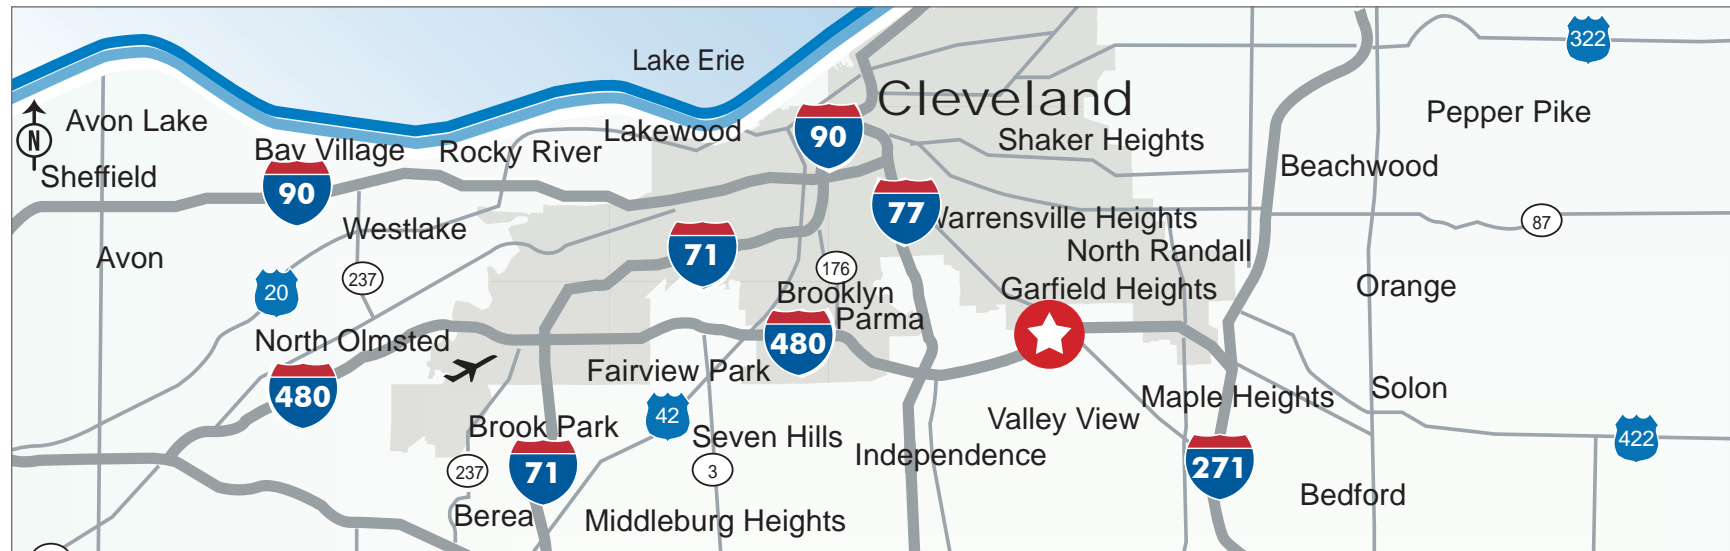 Lake Erie
322
Cleveland
Avon Lake
N
Bay Village
Rocky River
Lakewood
90
Shaker Heights
Pepper Pike
Sheffield
90
Beachwood
77
Westlake
71
Warrensville Heights
87
Avon
237
176
North Randall
20
Brooklyn
Garfield Heights
Orange
Parma
North Olmsted
480
480
Fairview Park
Solon
Maple Heights
42
Valley View
Brook Park
Seven Hills
422
237
71
3
Independence
271
Bedford
Berea
Middleburg Heights